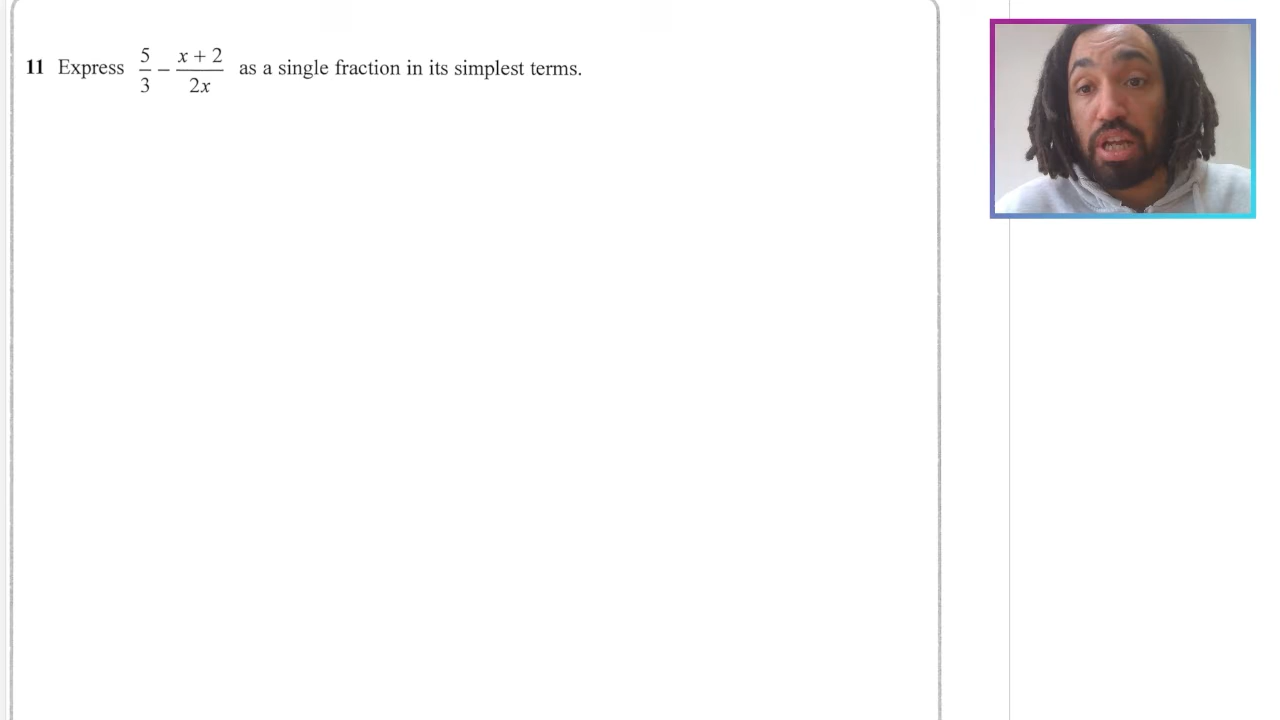 11 Express 5/3 − (x + 2)/2x as a single fraction in its simplest terms.